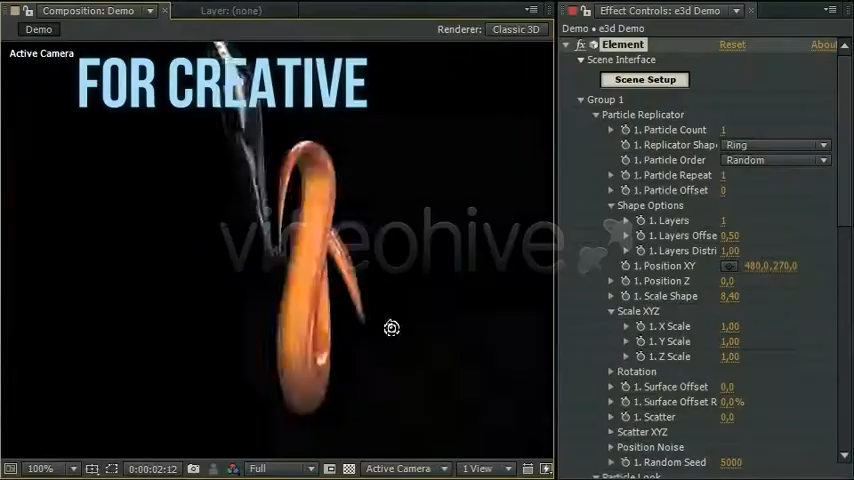 Composition: Demo
Layer: (none)
Effect Controls: e3d Demo
Demo
Renderer:
Classic 3D
Demo • e3d Demo
Active Camera
fx
Element
Reset
Abou
Scene Interface
Scene Setup
FOR CREATIVE
Group 1
Particle Replicator
1. Particle Count 1
1. Replicator Shap Ring
1. Particle Order Random
1. Particle Repeat 1
1. Particle Offset 0
Shape Options
1. Layers 1
1. Layers Offse 0,50
1. Layers Distri 1,00
videohive
1. Position XY 480,0,270,0
1. Position Z 0,0
1. Scale Shape 8,40
Scale XYZ
1. X Scale 1,00
1. Y Scale 1,00
1. Z Scale 1,00
Rotation
1. Surface Offset 0,0
1. Surface Offset R 0,0%
1. Scatter 0,0
Scatter XYZ
Position Noise
1. Random Seed 5000
Particle Look
100%
0:00:02:12
Full
Active Camera
1 View